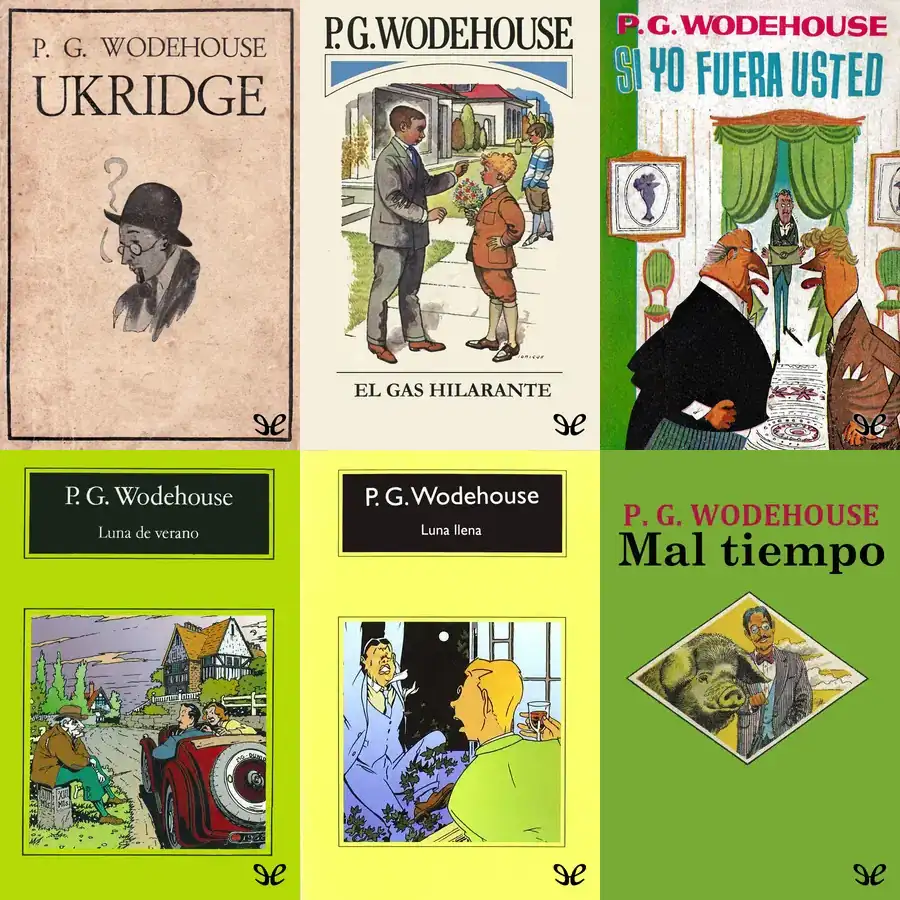 P. G. WODEHOUSE
UKRIDGE
P.G.WODEHOUSE
EL GAS HILARANTE
P.G.WODEHOUSE
SI YO FUERA USTED
P. G. Wodehouse
Luna de verano
P. G. Wodehouse
Luna llena
P. G. WODEHOUSE
Mal tiempo